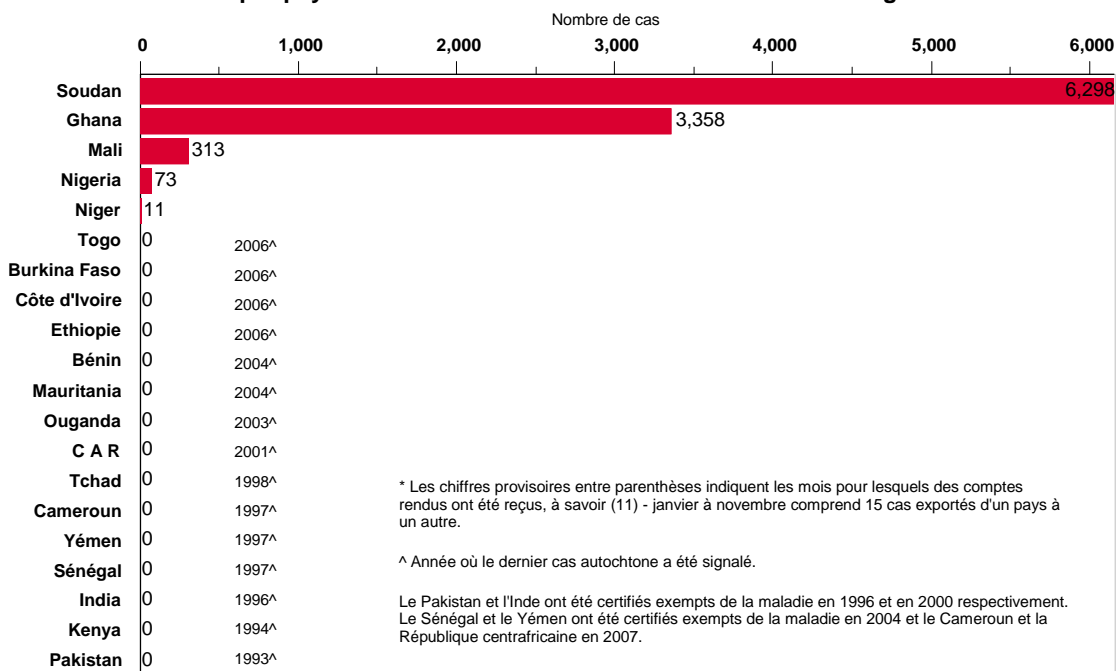 Nombre de cas
0 1,000 2,000 3,000 4,000 5,000 6,000
Soudan 6,298
Ghana 3,358
Mali 313
Nigeria 73
Niger 11
Togo 0 2006^
Burkina Faso 0 2006^
Côte d'Ivoire 0 2006^
Ethiopie 0 2006^
Bénin 0 2004^
Mauritania 0 2004^
Ouganda 0 2003^
C A R 0 2001^
Tchad 0 1998^
Cameroun 0 1997^
Yémen 0 1997^
Sénégal 0 1997^
India 0 1996^
Kenya 0 1994^
Pakistan 0 1993^
* Les chiffres provisoires entre parenthèses indiquent les mois pour lesquels des comptes
rendus ont été reçus, à savoir (11) - janvier à novembre comprend 15 cas exportés d'un pays à
un autre.
^ Année où le dernier cas autochtone a été signalé.
Le Pakistan et l'Inde ont été certifiés exempts de la maladie en 1996 et en 2000 respectivement.
Le Sénégal et le Yémen ont été certifiés exempts de la maladie en 2004 et le Cameroun et la
République centrafricaine en 2007.